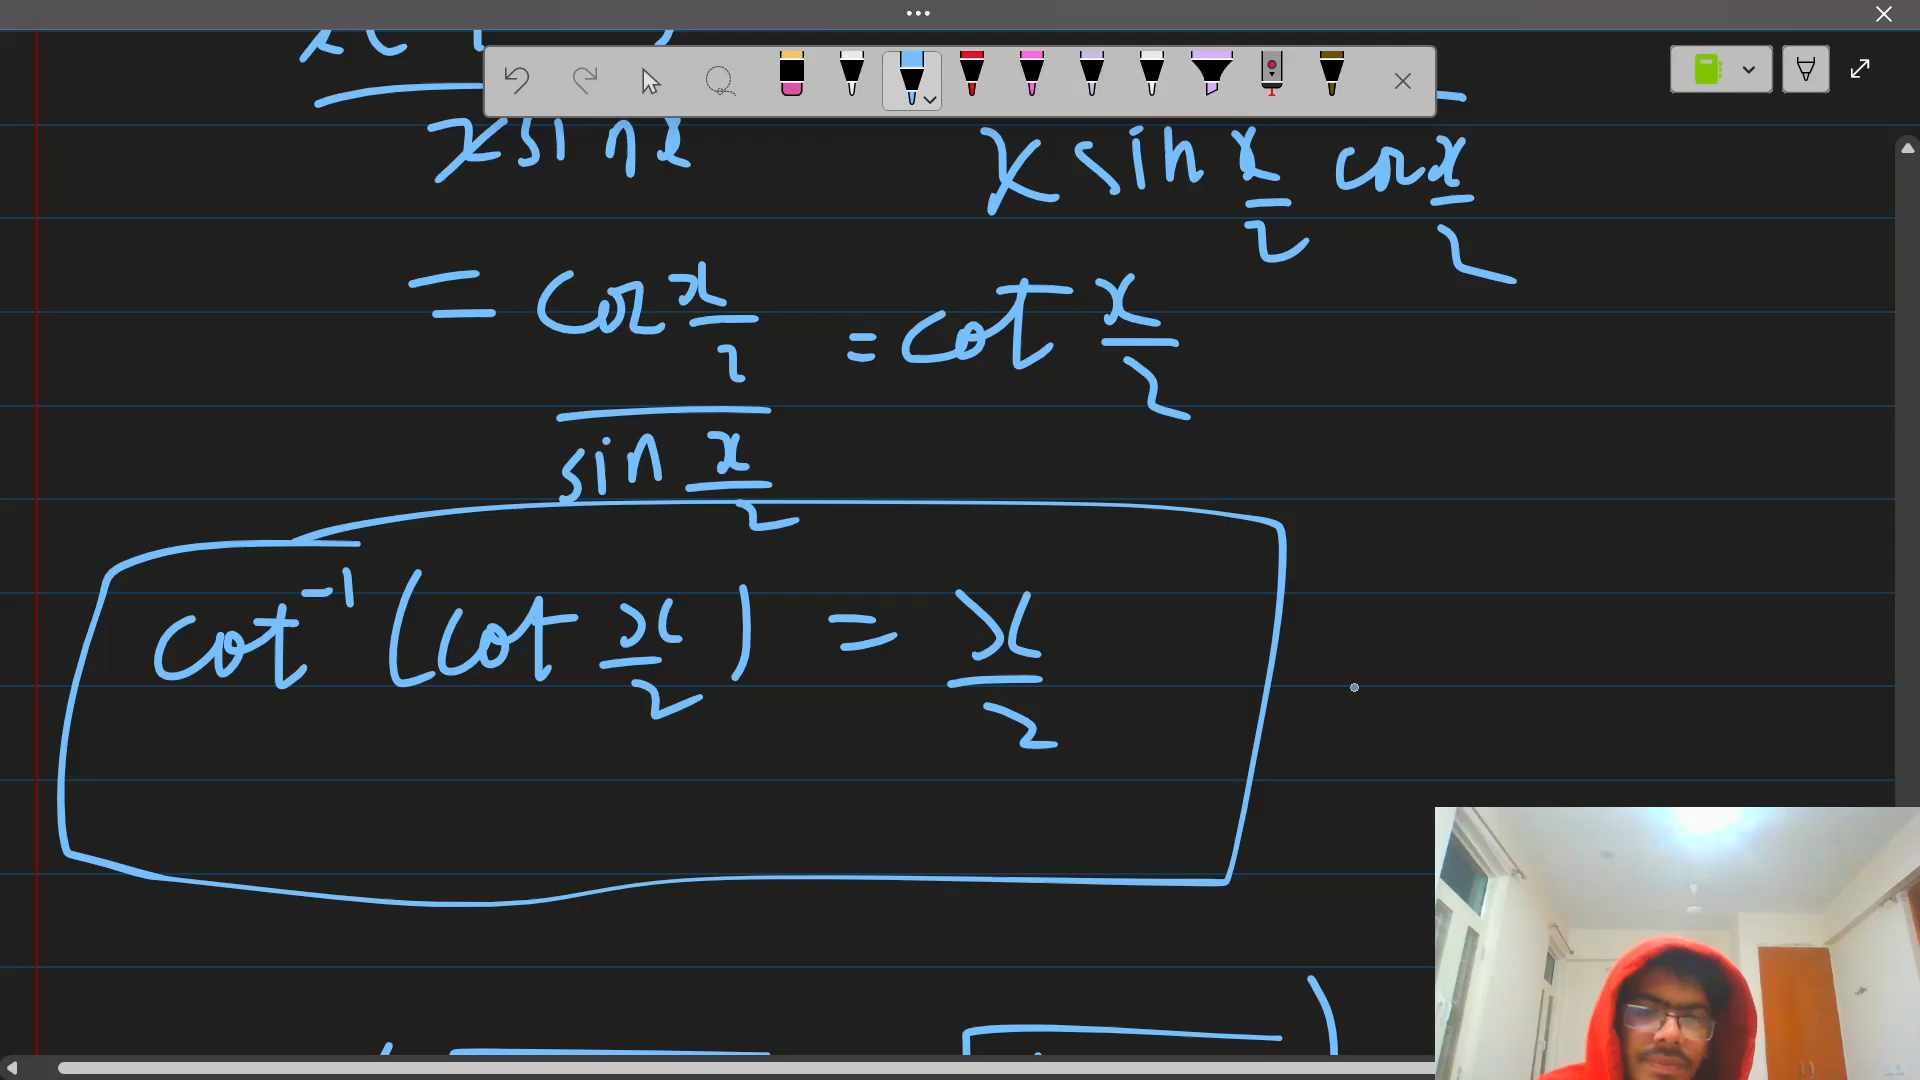 x sin x
x sin x/2 cos x/2
= cos x/2 / sin x/2 = cot x/2
cot⁻¹ (cot x/2) = x/2